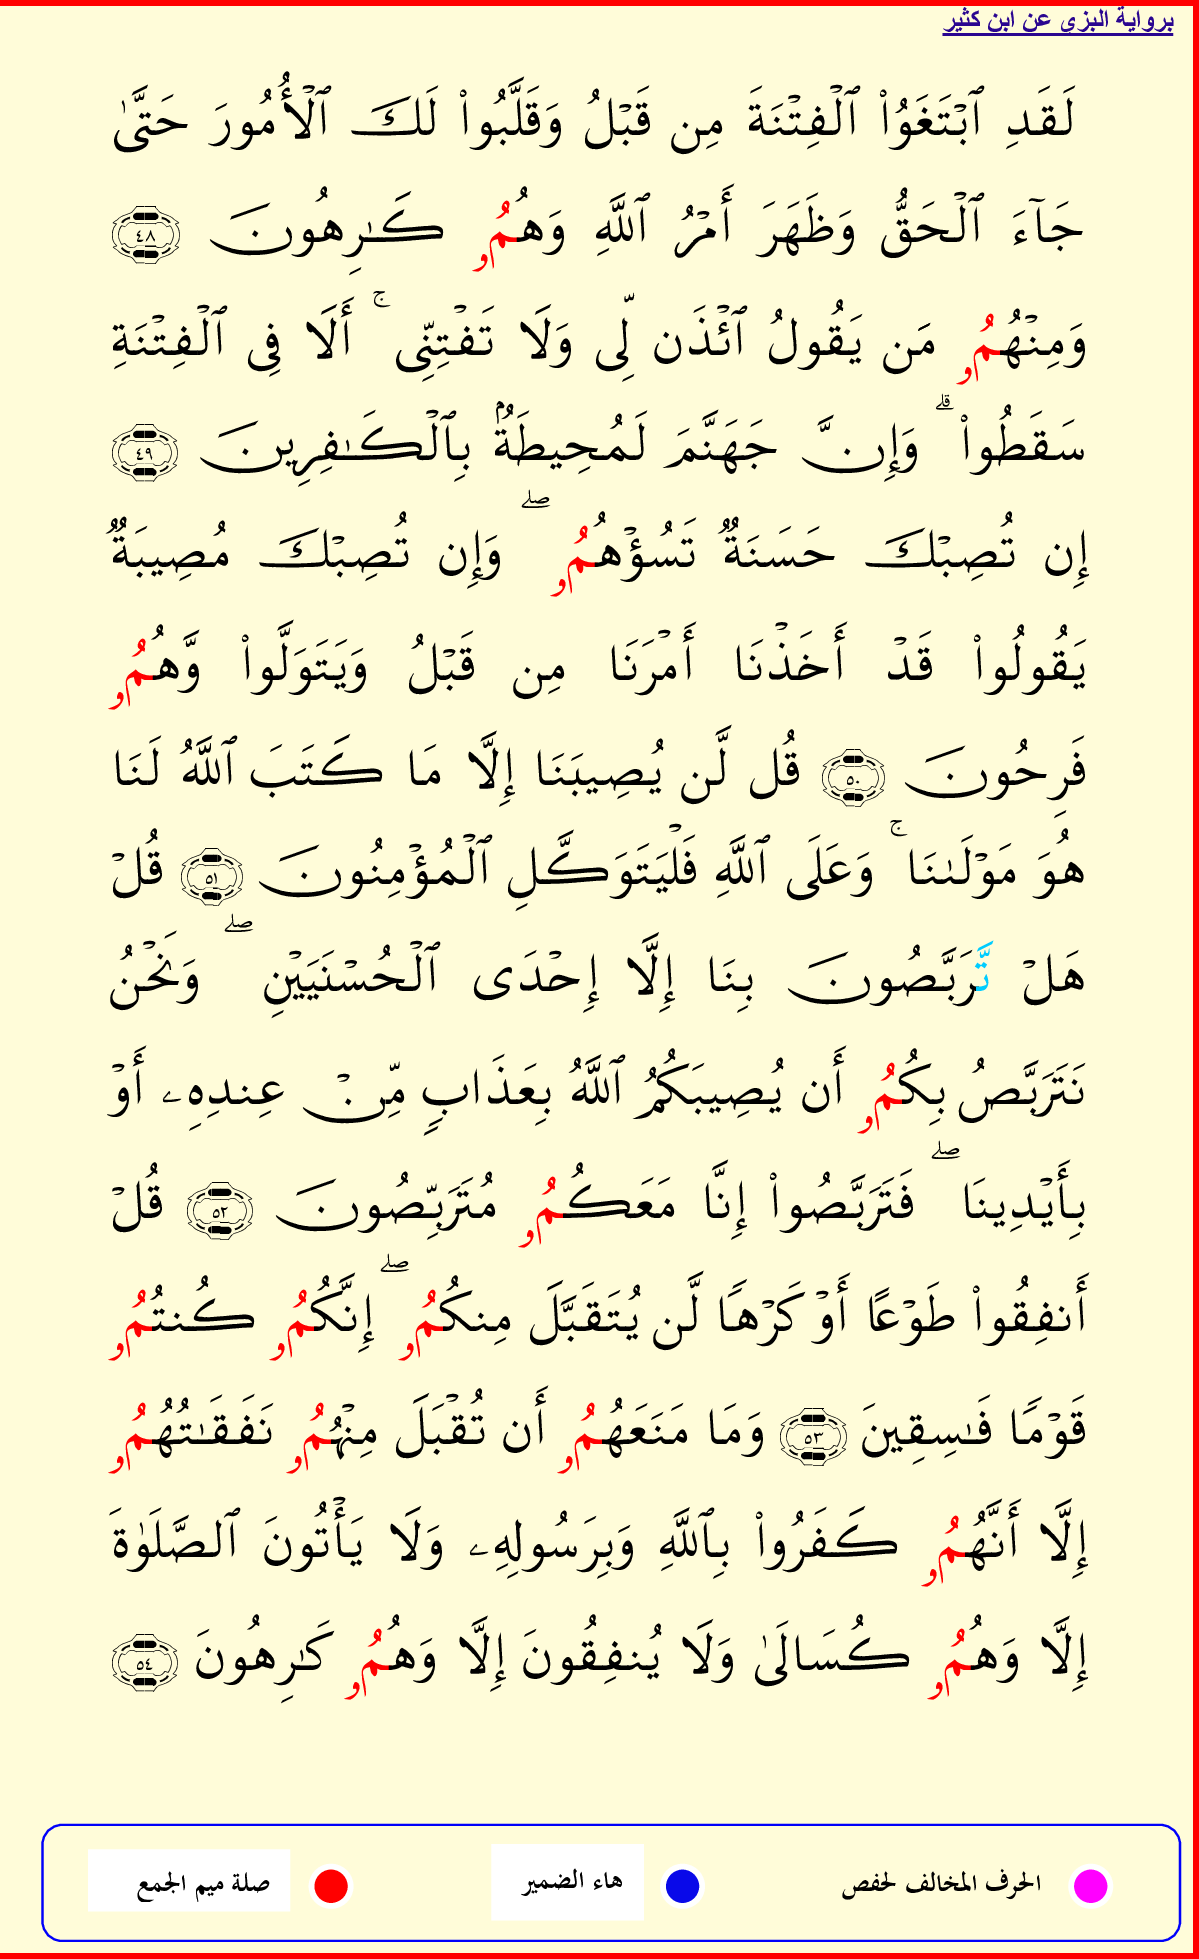 برواية البزي عن ابن كثير
لَقَدِ ٱبۡتَغَوُاْ ٱلۡفِتۡنَةَ مِن قَبۡلُ وَقَلَّبُواْ لَكَ ٱلۡأُمُورَ حَتَّىٰ
جَآءَ ٱلۡحَقُّ وَظَهَرَ أَمۡرُ ٱللَّهِ وَهُمُۥ كَٰرِهُونَ ٤٨
وَمِنۡهُمُۥ مَن يَقُولُ ٱئۡذَن لِّي وَلَا تَفۡتِنِّيۚ أَلَا فِي ٱلۡفِتۡنَةِ
سَقَطُواْۗ وَإِنَّ جَهَنَّمَ لَمُحِيطَةُۢ بِٱلۡكَٰفِرِينَ ٤٩
إِن تُصِبۡكَ حَسَنَةٞ تَسُؤۡهُمُۥۖ وَإِن تُصِبۡكَ مُصِيبَةٞ
يَقُولُواْ قَدۡ أَخَذۡنَا أَمۡرَنَا مِن قَبۡلُ وَيَتَوَلَّواْ وَّهُمُۥ
فَرِحُونَ ٥٠ قُل لَّن يُصِيبَنَا إِلَّا مَا كَتَبَ ٱللَّهُ لَنَا
هُوَ مَوۡلَىٰنَاۚ وَعَلَى ٱللَّهِ فَلۡيَتَوَكَّلِ ٱلۡمُؤۡمِنُونَ ٥١ قُلۡ
هَلۡ تَّرَبَّصُونَ بِنَا إِلَّا إِحۡدَى ٱلۡحُسۡنَيَيۡنِۖ وَنَحۡنُ
نَتَرَبَّصُ بِكُمُۥ أَن يُصِيبَكُمُ ٱللَّهُ بِعَذَابٖ مِّنۡ عِندِهِۦ أَوۡ
بِأَيۡدِينَاۖ فَتَرَبَّصُواْ إِنَّا مَعَكُمُۥ مُتَرَبِّصُونَ ٥٢ قُلۡ
أَنفِقُواْ طَوۡعًا أَوۡ كَرۡهٗا لَّن يُتَقَبَّلَ مِنكُمُۥۖ إِنَّكُمُۥ كُنتُمُۥ
قَوۡمٗا فَٰسِقِينَ ٥٣ وَمَا مَنَعَهُمُۥ أَن تُقۡبَلَ مِنۡهُمُۥ نَفَقَٰتُهُمُۥ
إِلَّا أَنَّهُمُۥ كَفَرُواْ بِٱللَّهِ وَبِرَسُولِهِۦ وَلَا يَأۡتُونَ ٱلصَّلَوٰةَ
إِلَّا وَهُمُۥ كُسَالَىٰ وَلَا يُنفِقُونَ إِلَّا وَهُمُۥ كَٰرِهُونَ ٥٤
الحرف المخالف لحفص هاء الضمير صلة ميم الجمع